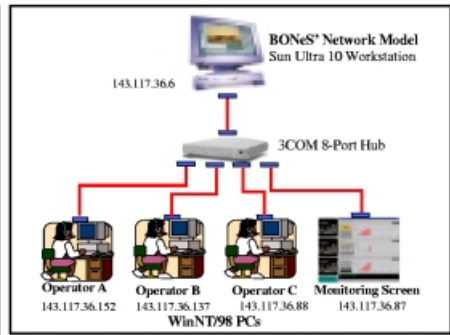 BONeS' Network Model
Sun Ultra 10 Workstation
143.117.36.6
3COM 8-Port Hub
Operator A
Operator B
Operator C
Monitoring Screen
143.117.36.152
143.117.36.137
143.117.36.88
143.117.36.87
WinNT/98 PCs